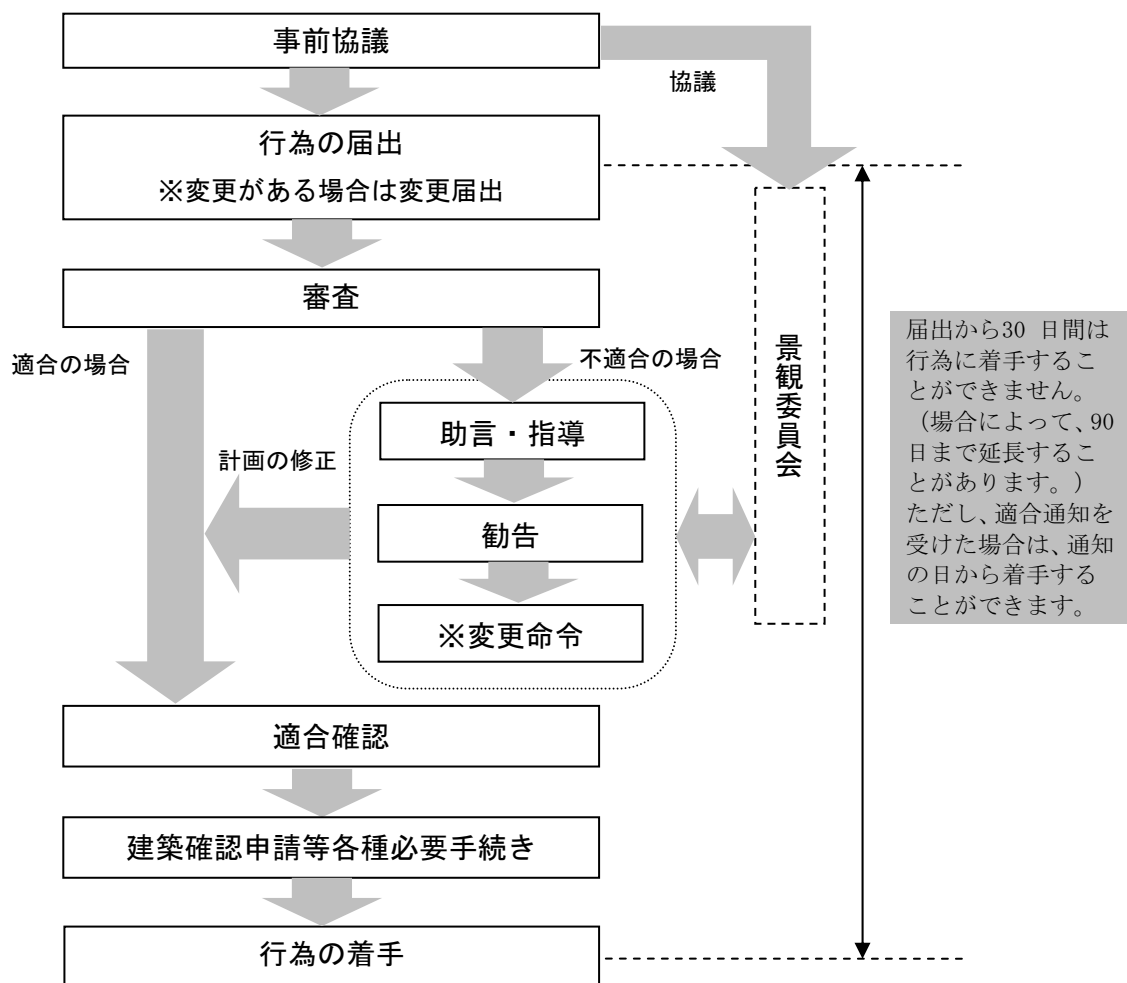 事前協議
協議
行為の届出
※変更がある場合は変更届出
審査
適合の場合
不適合の場合
助言・指導
計画の修正
勧告
※変更命令
景観委員会
届出から30 日間は
行為に着手するこ
とができません。
（場合によって、90
日まで延長するこ
とがあります。）
ただし、適合通知を
受けた場合は、通知
の日から着手する
ことができます。
適合確認
建築確認申請等各種必要手続き
行為の着手